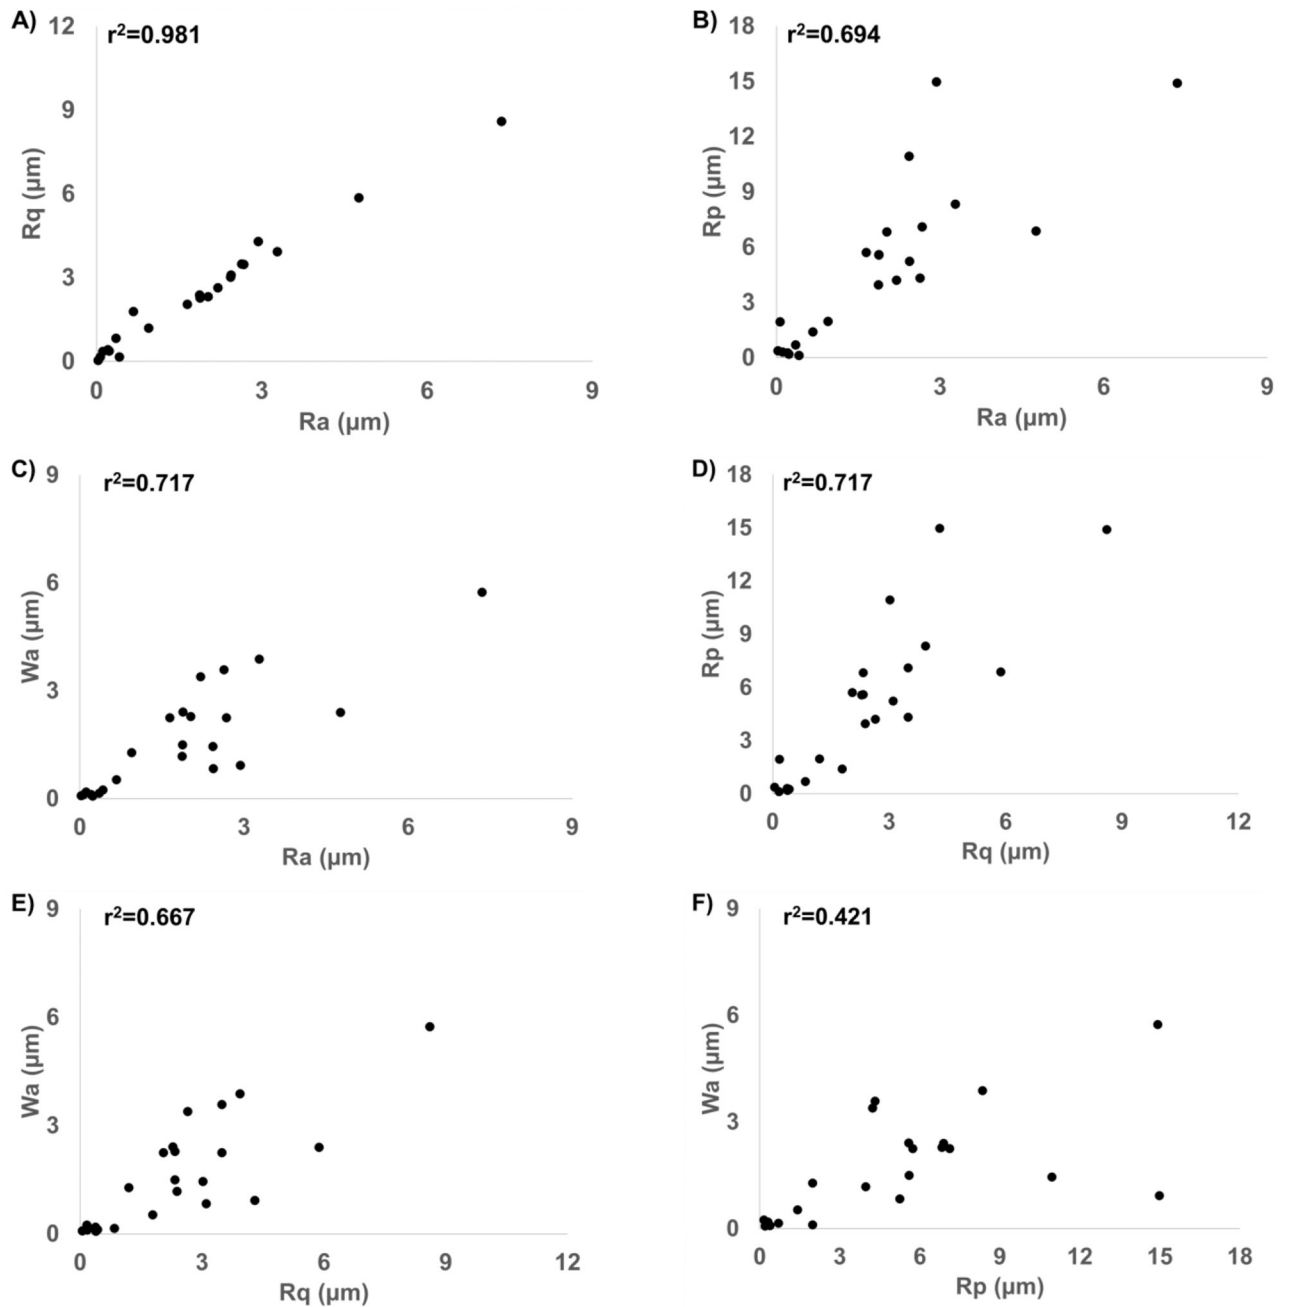 A)
r²=0.981
12
9
6
3
0
Rq (µm)
0 3 6 9
Ra (µm)
B)
r²=0.694
18
15
12
9
6
3
0
Rp (µm)
0 3 6 9
Ra (µm)
C)
r²=0.717
9
6
3
0
Wa (µm)
0 3 6 9
Ra (µm)
D)
r²=0.717
18
15
12
9
6
3
0
Rp (µm)
0 3 6 9 12
Rq (µm)
E)
r²=0.667
9
6
3
0
Wa (µm)
0 3 6 9 12
Rq (µm)
F)
r²=0.421
9
6
3
0
Wa (µm)
0 3 6 9 12 15 18
Rp (µm)